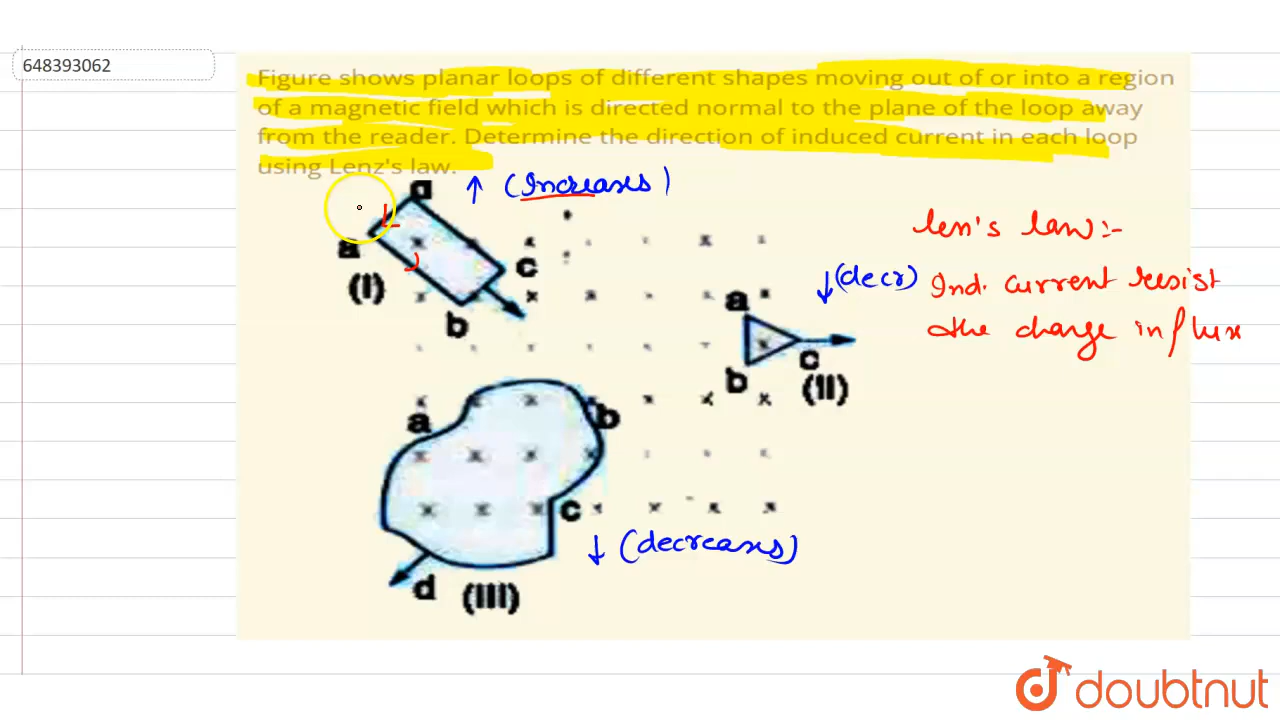 648393062
Figure shows planar loops of different shapes moving out of or into a region
of a magnetic field which is directed normal to the plane of the loop away
from the reader. Determine the direction of induced current in each loop
using Lenz's law.
↑ (Increases)
a
a
c
b
(I)
len's law:-
↓(decr)
Ind. current resist
the change in flux
a
b
c
(II)
a
b
c
d
(III)
↓ (decreases)
doubtnut